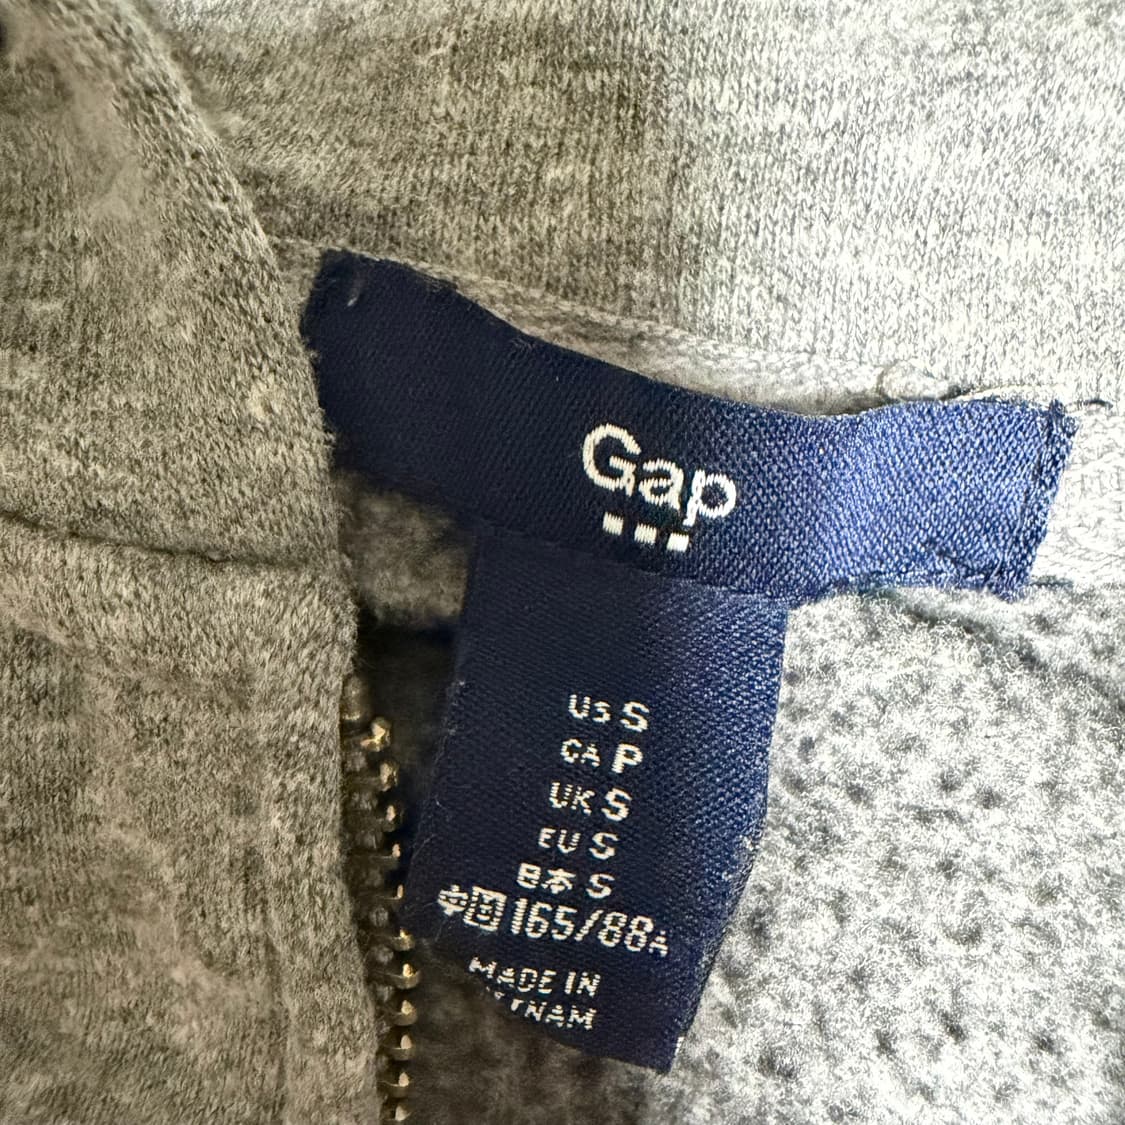 Gap
US S
CA P
UK S
EU S
日本 S
中国 165/88A
MADE IN